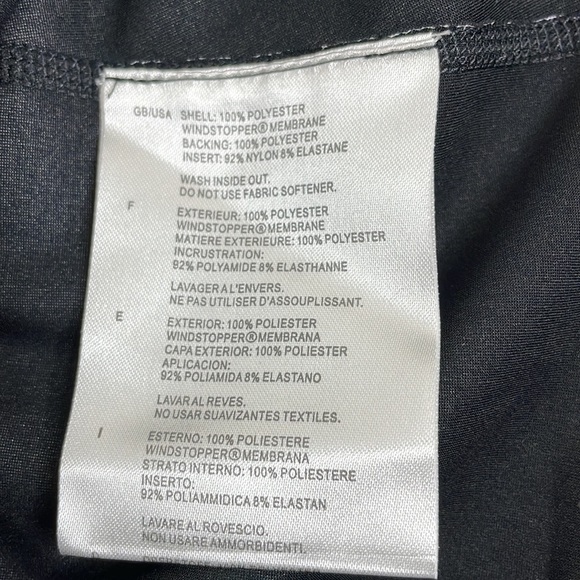 GB/USA SHELL: 100% POLYESTER
WINDSTOPPER® MEMBRANE
BACKING: 100% POLYESTER
INSERT: 92% NYLON 8% ELASTANE
WASH INSIDE OUT.
DO NOT USE FABRIC SOFTENER.
F EXTERIEUR: 100% POLYESTER
WINDSTOPPER® MEMBRANE
MATIERE EXTERIEURE: 100% POLYESTER
INCRUSTRATION:
92% POLYAMIDE 8% ELASTHANNE
LAVAGER A L'ENVERS.
NE PAS UTILISER D'ASSOUPLISSANT.
E EXTERIOR: 100% POLIESTER
WINDSTOPPER® MEMBRANA
CAPA EXTERIOR: 100% POLIESTER
APLICACION:
92% POLIAMIDA 8% ELASTANO
LAVAR AL REVES.
NO USAR SUAVIZANTES TEXTILES.
I ESTERNO: 100% POLIESTERE
WINDSTOPPER® MEMBRANA
STRATO INTERNO: 100% POLIESTERE
INSERTO:
92% POLIAMMIDICA 8% ELASTAN
LAVARE AL ROVESCIO.
NON USARE AMMORBIDENTI.